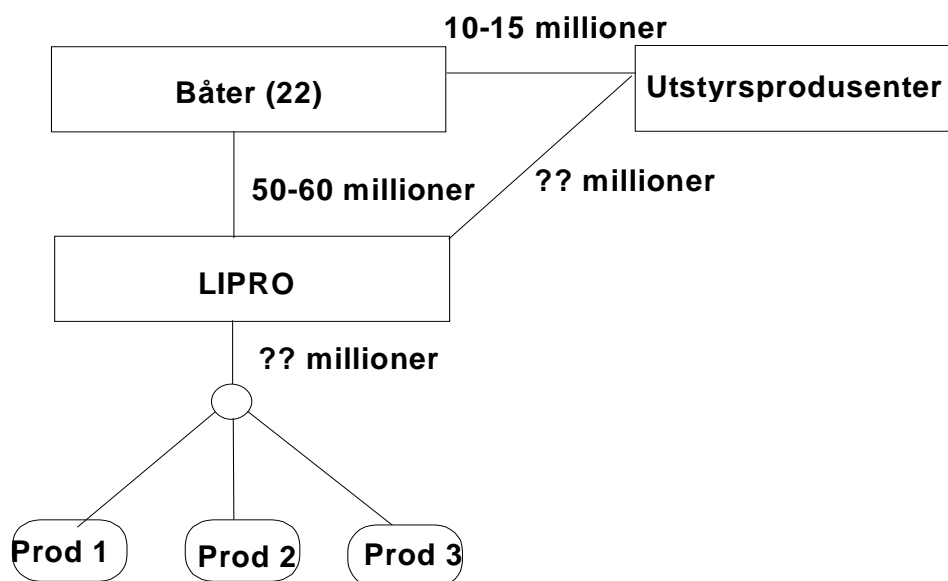 10-15 millioner
Båter (22)
Utstyrsprodusenter
50-60 millioner
?? millioner
LIPRO
?? millioner
Prod 1
Prod 2
Prod 3